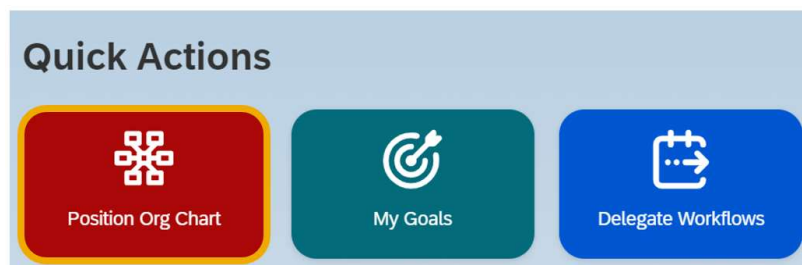 Quick Actions
Position Org Chart
My Goals
Delegate Workflows